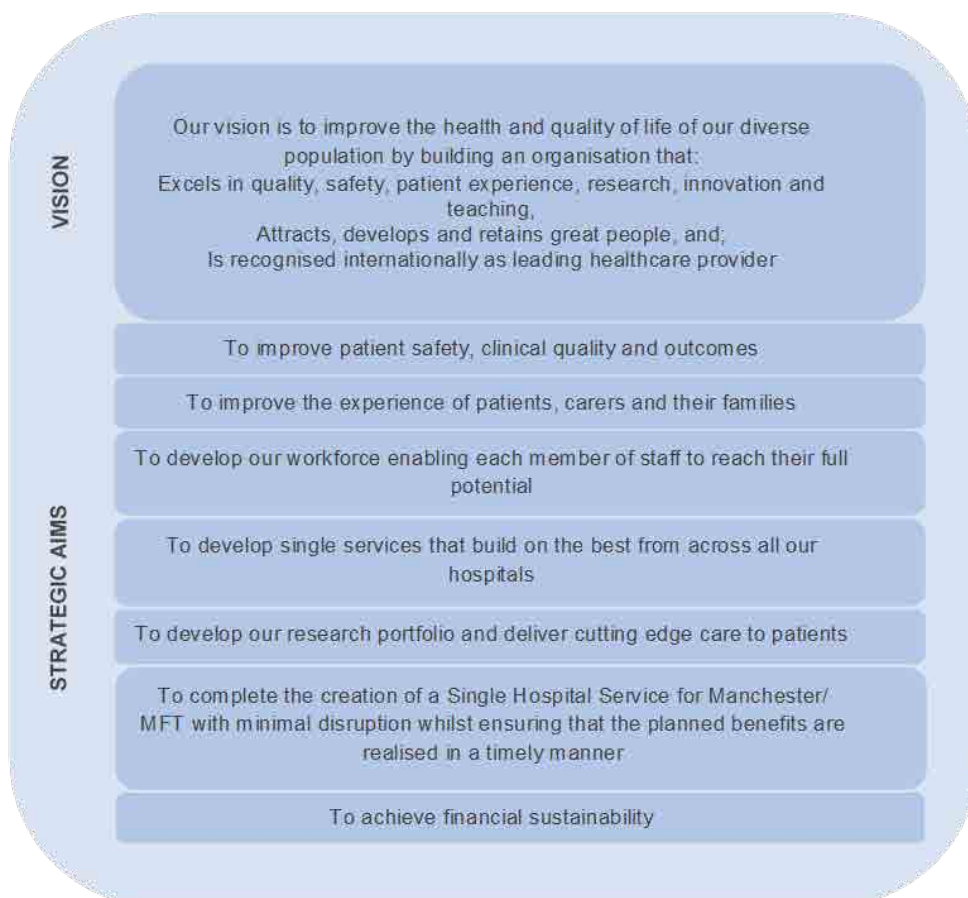 VISION
Our vision is to improve the health and quality of life of our diverse
population by building an organisation that:
Excels in quality, safety, patient experience, research, innovation and
teaching,
Attracts, develops and retains great people, and;
Is recognised internationally as leading healthcare provider
STRATEGIC AIMS
To improve patient safety, clinical quality and outcomes
To improve the experience of patients, carers and their families
To develop our workforce enabling each member of staff to reach their full
potential
To develop single services that build on the best from across all our
hospitals
To develop our research portfolio and deliver cutting edge care to patients
To complete the creation of a Single Hospital Service for Manchester/
MFT with minimal disruption whilst ensuring that the planned benefits are
realised in a timely manner
To achieve financial sustainability